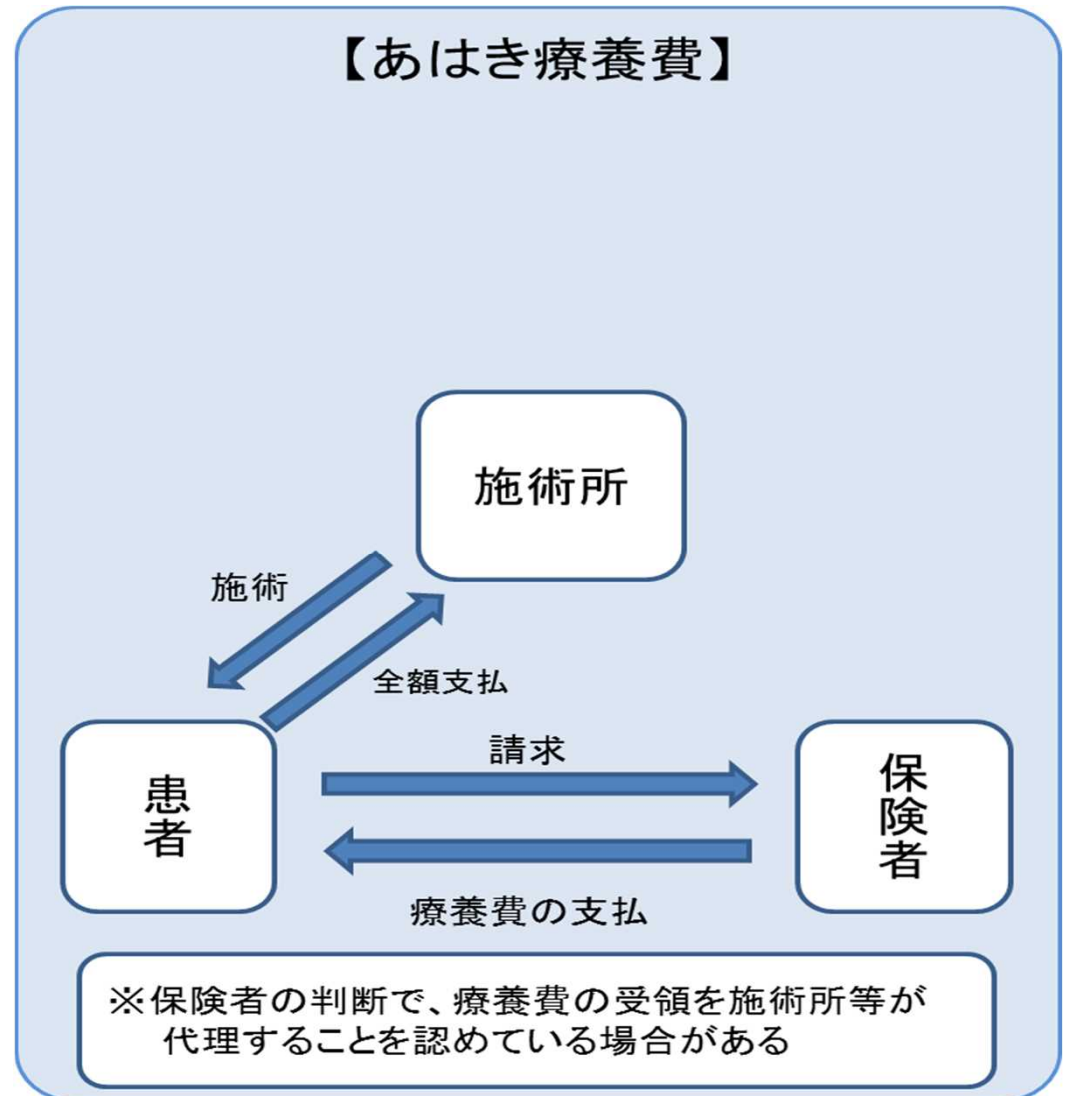 【あはき療養費】
施術所
施術
全額支払
請求
患者
保険者
療養費の支払
※保険者の判断で、療養費の受領を施術所等が
代理することを認めている場合がある